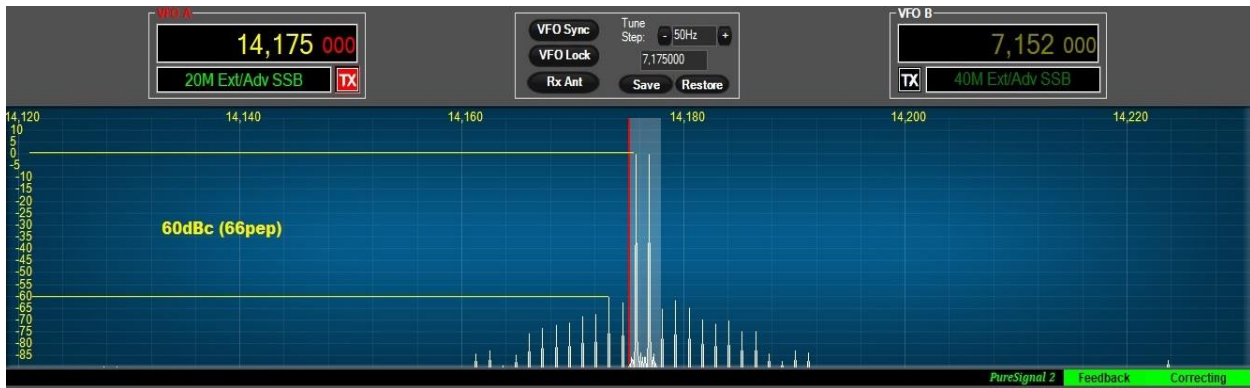 VFO A
14,175 000
20M Ext/Adv SSB TX
VFO Sync
VFO Lock
Rx Ant
Tune
Step: - 50Hz +
7,175000
Save Restore
VFO B
7,152 000
TX 40M Ext/Adv SSB
14,120 14,140 14,160 14,180 14,200 14,220
10
5
0
-5
-10
-15
-20
-25
-30
-35
-40
-45
-50
-55
-60
-65
-70
-75
-80
-85
60dBc (66pep)
PureSignal 2 Feedback Correcting